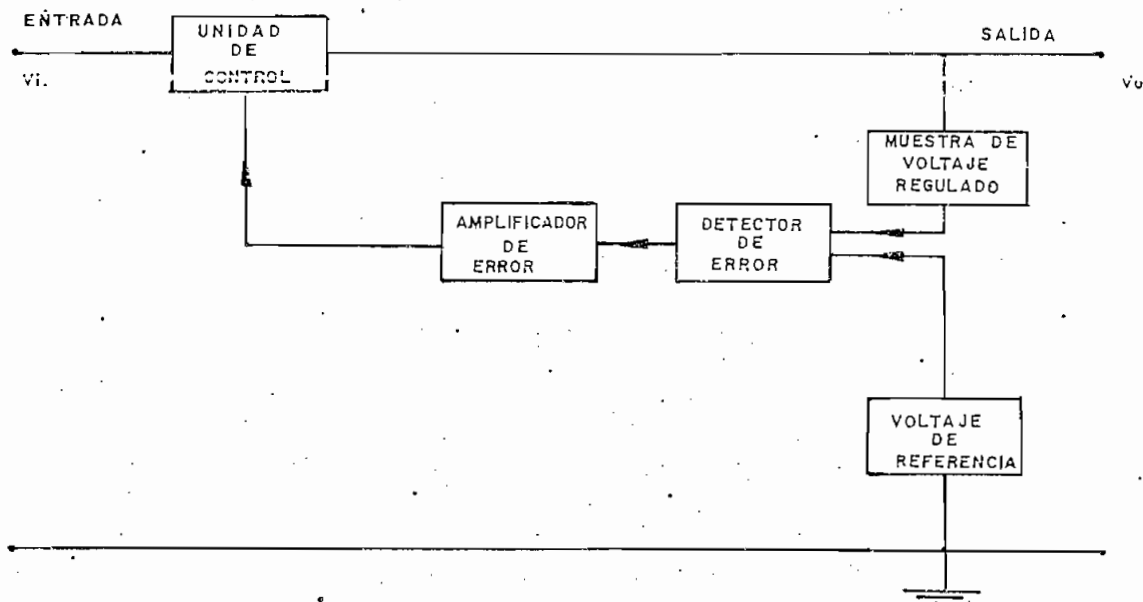 ENTRADA
UNIDAD
DE
CONTROL
SALIDA
Vi.
Vo
MUESTRA DE
VOLTAJE
REGULADO
AMPLIFICADOR
DE
ERROR
DETECTOR
DE
ERROR
VOLTAJE
DE
REFERENCIA